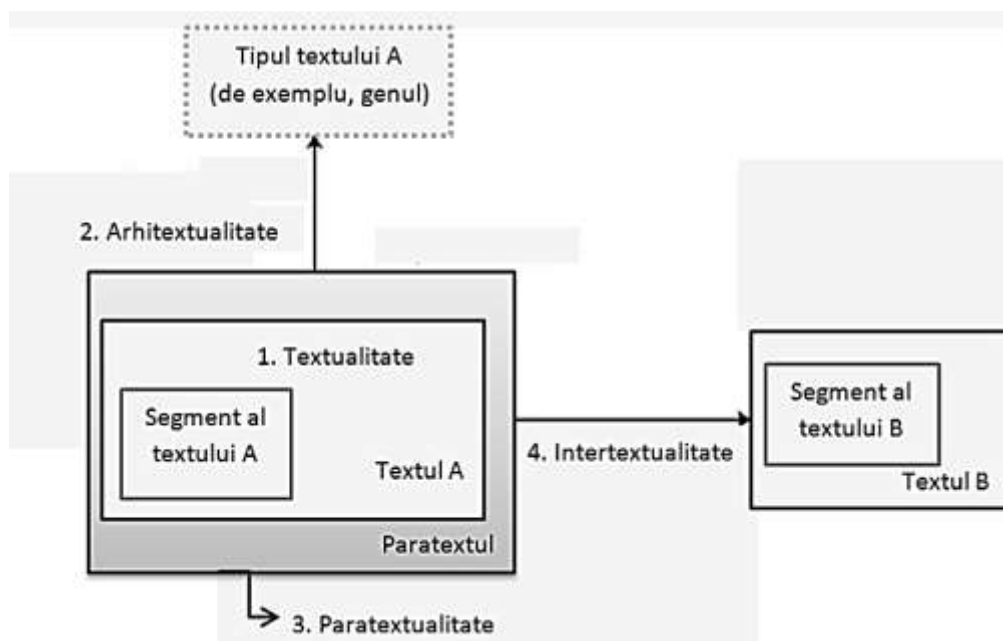 Tipul textului A
(de exemplu, genul)
2. Arhitextualitate
1. Textualitate
Segment al
textului A
Textul A
Paratextul
3. Paratextualitate
4. Intertextualitate
Segment al
textului B
Textul B